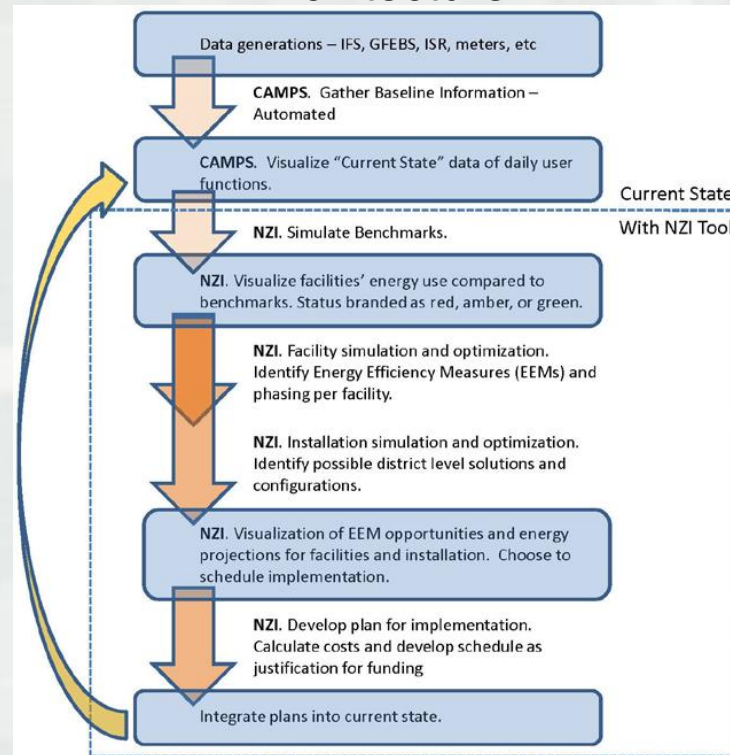 Data generations – IFS, GFEBS, ISR, meters, etc
CAMPS. Gather Baseline Information –
Automated
CAMPS. Visualize “Current State” data of daily user
functions.
Current State
With NZI Tool
NZI. Simulate Benchmarks.
NZI. Visualize facilities’ energy use compared to
benchmarks. Status branded as red, amber, or green.
NZI. Facility simulation and optimization.
Identify Energy Efficiency Measures (EEMs) and
phasing per facility.
NZI. Installation simulation and optimization.
Identify possible district level solutions and
configurations.
NZI. Visualization of EEM opportunities and energy
projections for facilities and installation. Choose to
schedule implementation.
NZI. Develop plan for implementation.
Calculate costs and develop schedule as
justification for funding
Integrate plans into current state.